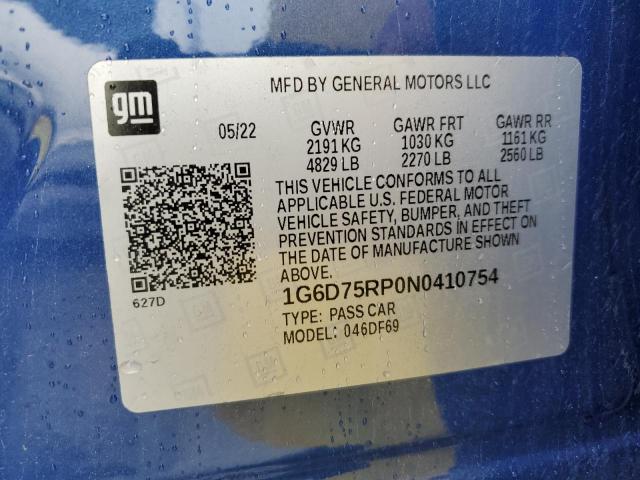 gm
MFD BY GENERAL MOTORS LLC
05/22 GVWR GAWR FRT GAWR RR
2191 KG 1030 KG 1161 KG
4829 LB 2270 LB 2560 LB
THIS VEHICLE CONFORMS TO ALL
APPLICABLE U.S. FEDERAL MOTOR
VEHICLE SAFETY, BUMPER, AND THEFT
PREVENTION STANDARDS IN EFFECT ON
THE DATE OF MANUFACTURE SHOWN
ABOVE.
627D
1G6D75RP0N0410754
TYPE: PASS CAR
MODEL: 046DF69